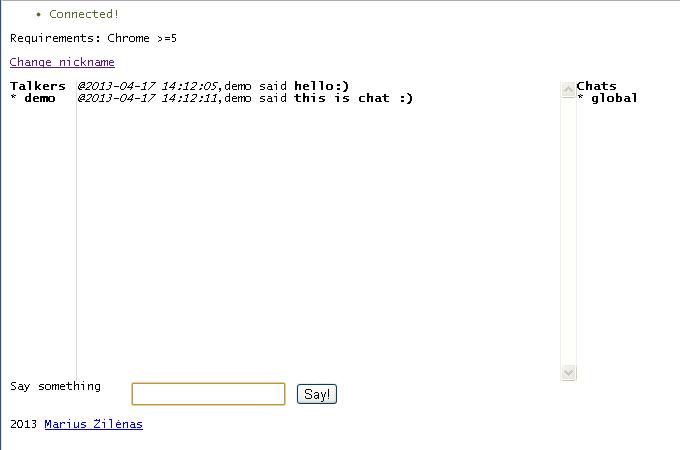 • Connected!
Requirements: Chrome >=5
Change nickname
Talkers
* demo
@2013-04-17 14:12:05,demo said hello:)
@2013-04-17 14:12:11,demo said this is chat :)
Chats
* global
Say something
Say!
2013 Marius Žilėnas